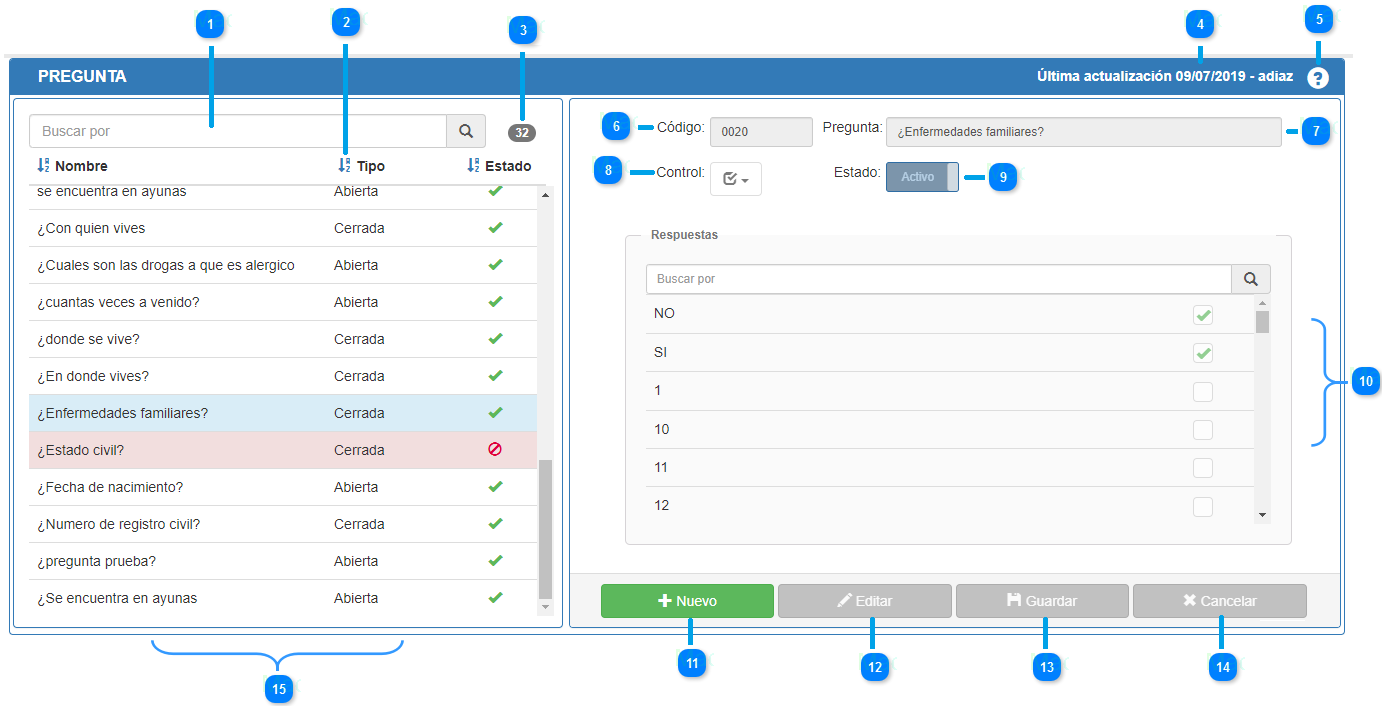 1
2
3
4
5
PREGUNTA
Última actualización 09/07/2019 - adiaz
?
Buscar por
32
Nombre Tipo Estado
se encuentra en ayunas Abierta
¿Con quien vives Cerrada
¿Cuales son las drogas a que es alergico Abierta
¿cuantas veces a venido? Abierta
¿donde se vive? Cerrada
¿En donde vives? Cerrada
¿Enfermedades familiares? Cerrada
¿Estado civil? Cerrada
¿Fecha de nacimiento? Abierta
¿Numero de registro civil? Cerrada
¿pregunta prueba? Abierta
¿Se encuentra en ayunas Abierta
6 Código: 0020 Pregunta: ¿Enfermedades familiares? 7
8 Control: Estado: Activo 9
Respuestas
Buscar por
NO
SI
1
10
11
12
10
Nuevo Editar Guardar Cancelar
11
12
13
14
15